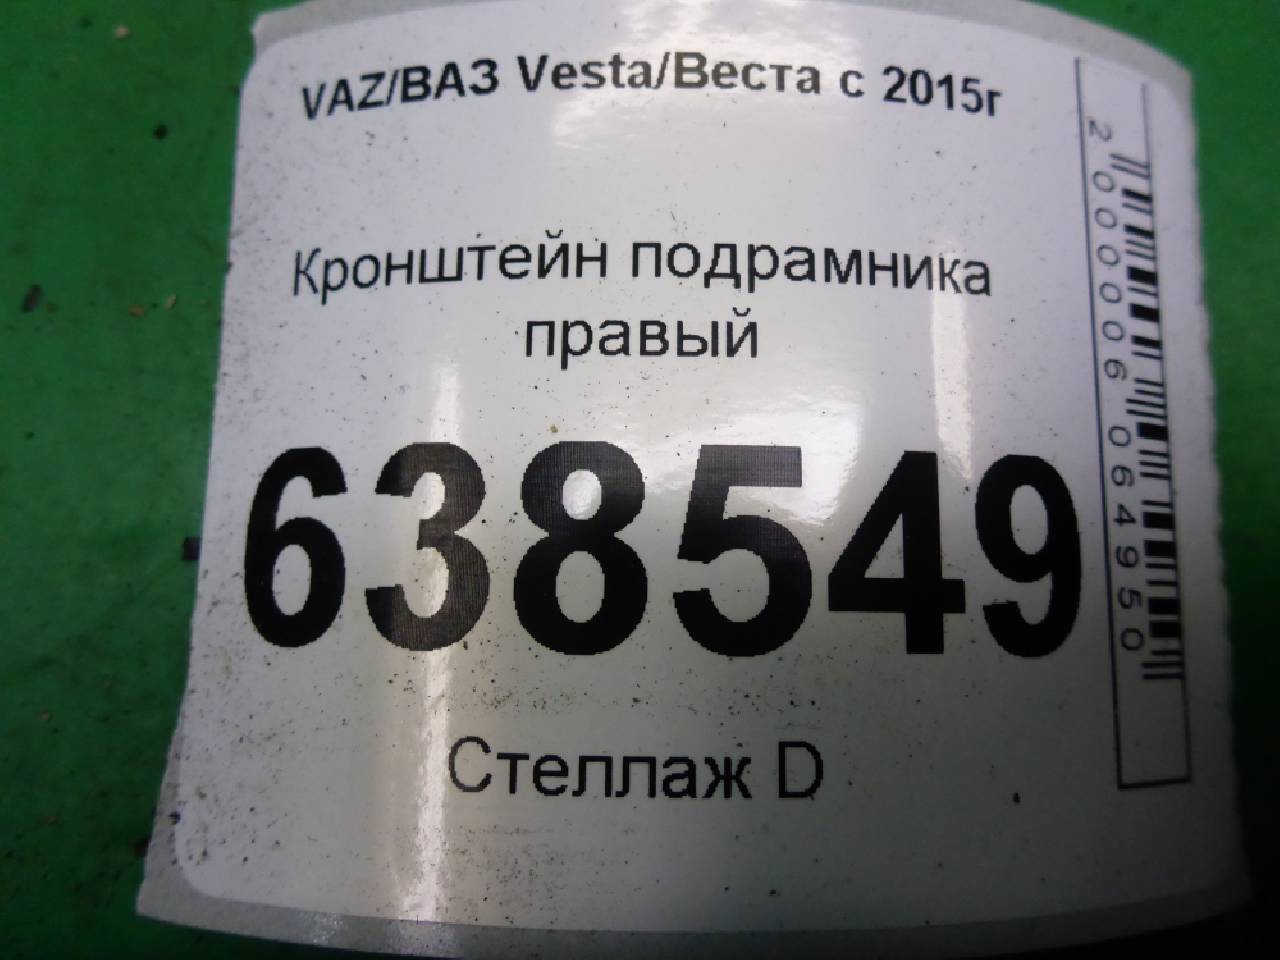 VAZ/ВАЗ Vesta/Веста с 2015г
Кронштейн подрамника
правый
638549
Стеллаж D
2000006064950